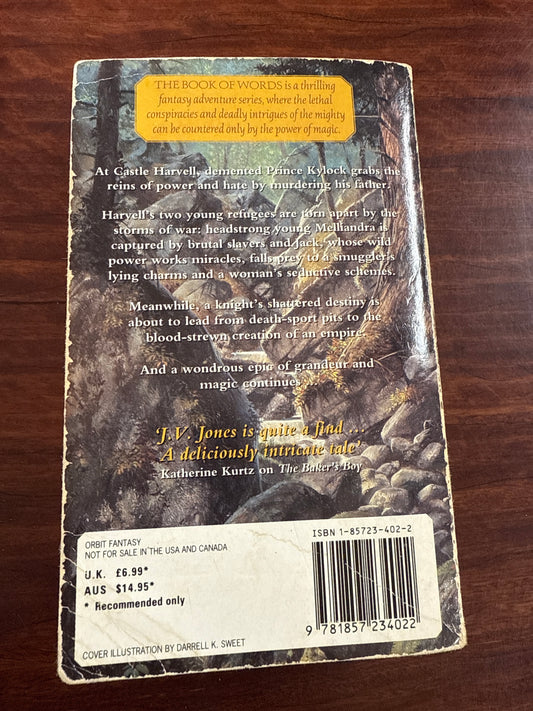 THE BOOK OF WORDS is a thrilling
fantasy adventure series, where the lethal
conspiracies and deadly intrigues of the mighty
can be countered only by the power of magic.
At Castle Harvell, demented Prince Kylock grabs the
reins of power and hate by murdering his father.
Harvell's two young refugees are torn apart by the
storms of war: headstrong young Melliandra is
captured by brutal slavers and Jack, whose wild
power works miracles, falls prey to a smuggler's
lying charms and a woman's seductive schemes.
Meanwhile, a knight's shattered destiny is
about to lead from death-sport pits to the
blood-strewn creation of an empire.
And a wondrous epic of grandeur and
magic continues ...
'J.V. Jones is quite a find ...
A deliciously intricate tale'
Katherine Kurtz on The Baker's Boy
ORBIT FANTASY
NOT FOR SALE IN THE USA AND CANADA
U.K. £6.99*
AUS $14.95*
* Recommended only
ISBN 1-85723-402-2
9 781857 234022
COVER ILLUSTRATION BY DARRELL K. SWEET